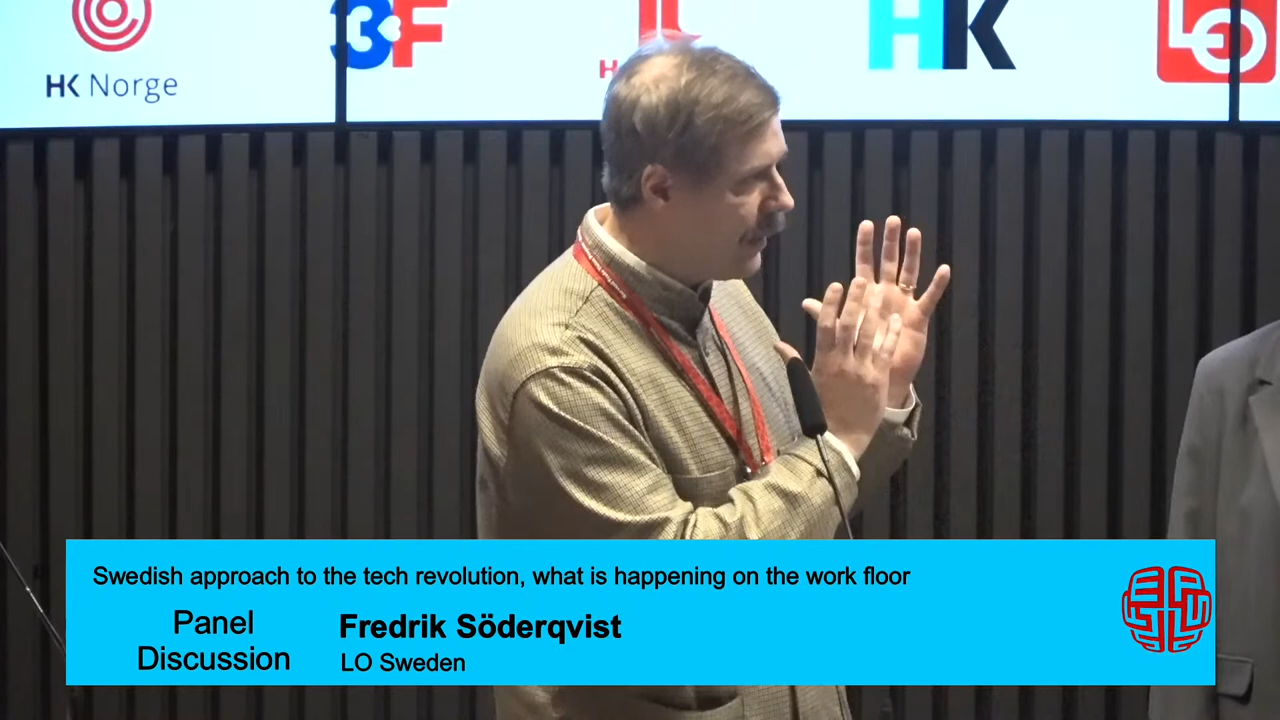 HK Norge
3F
HK
LO
Swedish approach to the tech revolution, what is happening on the work floor
Panel
Discussion
Fredrik Söderqvist
LO Sweden